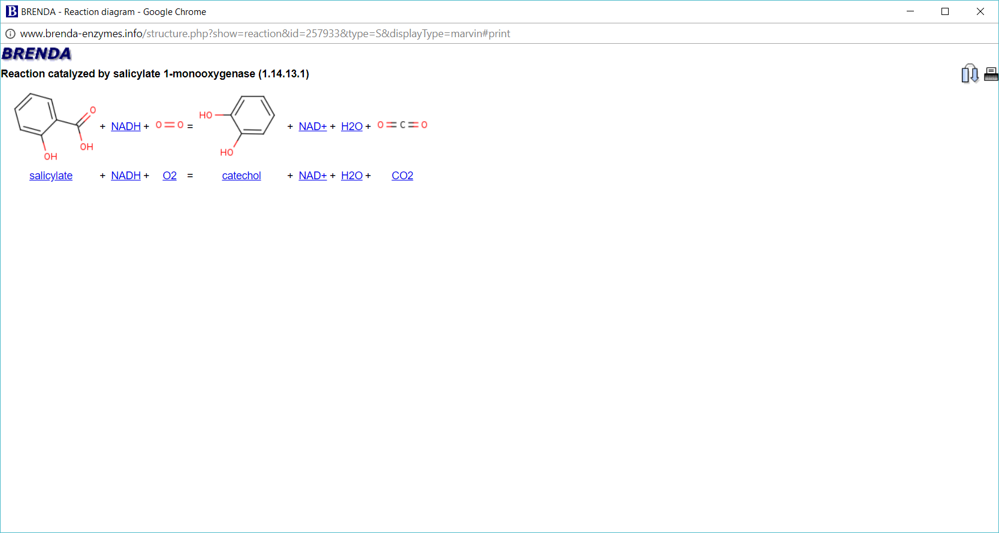 BRENDA - Reaction diagram - Google Chrome
www.brenda-enzymes.info/structure.php?show=reaction&id=257933&type=S&displayType=marvin#print
BRENDA
Reaction catalyzed by salicylate 1-monooxygenase (1.14.13.1)
O OH OH + NADH + O=O = HO HO + NAD+ + H2O + O=C=O
salicylate + NADH + O2 = catechol + NAD+ + H2O + CO2